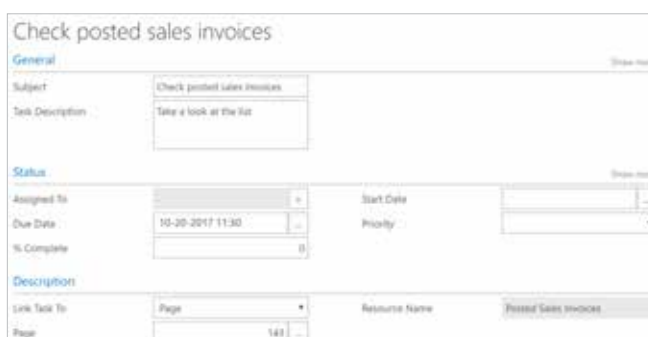 Check posted sales invoices
General
Show more
Subject Check posted sales invoices
Task Description Take a look at the list
Status
Show more
Assigned To Start Date
Due Date 10-20-2017 11:30 Priority
% Complete 0
Description
Link Task To Page Resource Name Posted Sales Invoices
Page 143